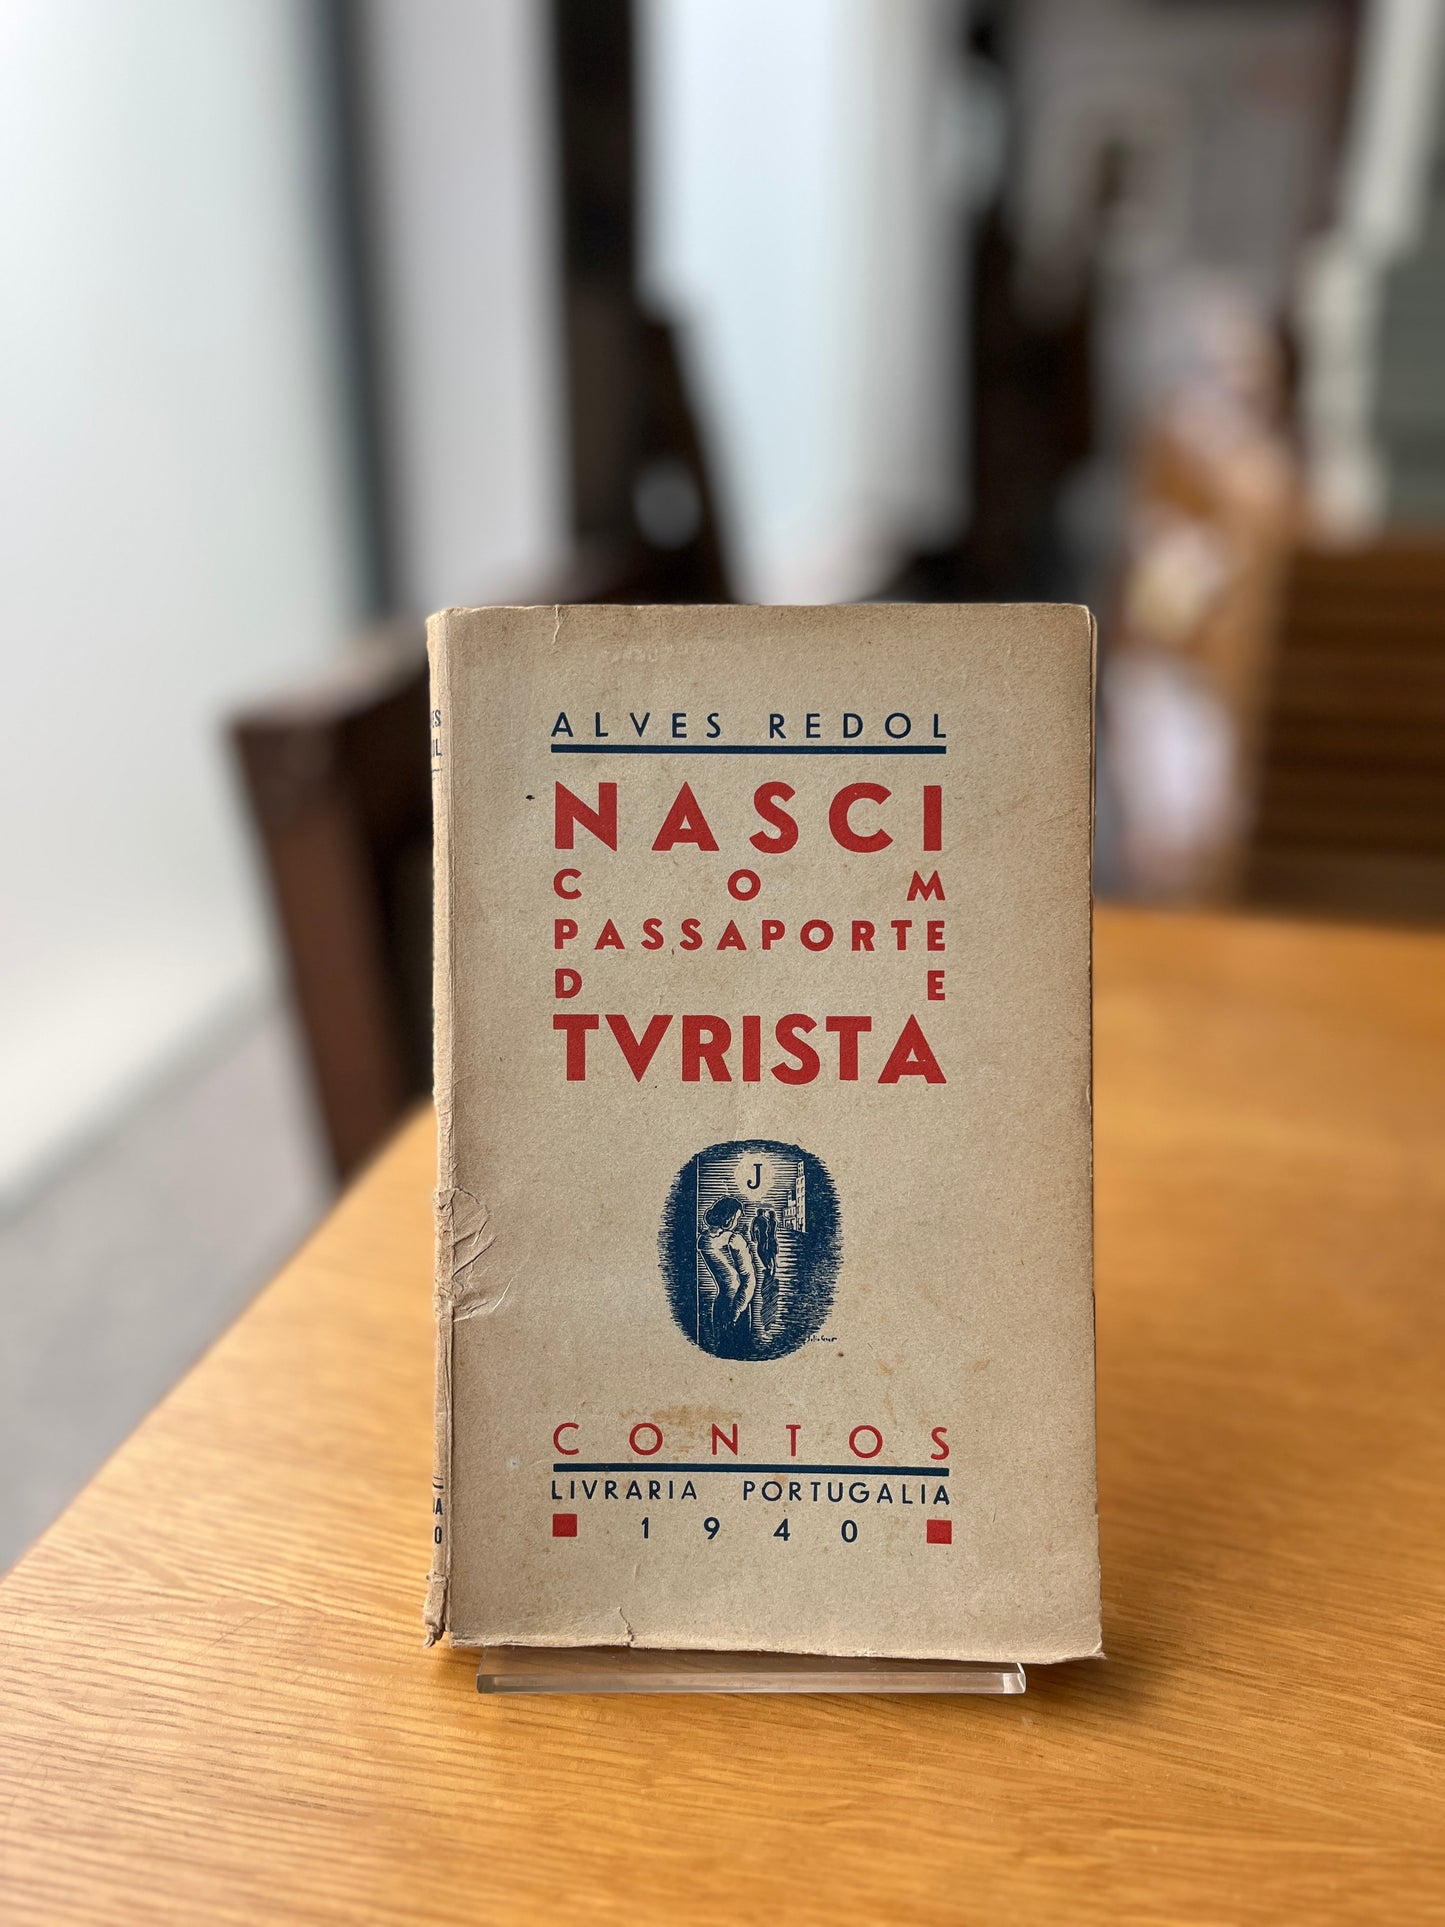 ALVES REDOL
NASCI
COM
PASSAPORTE
DE
TVRISTA
J
CONTOS
LIVRARIA PORTUGALIA
1940